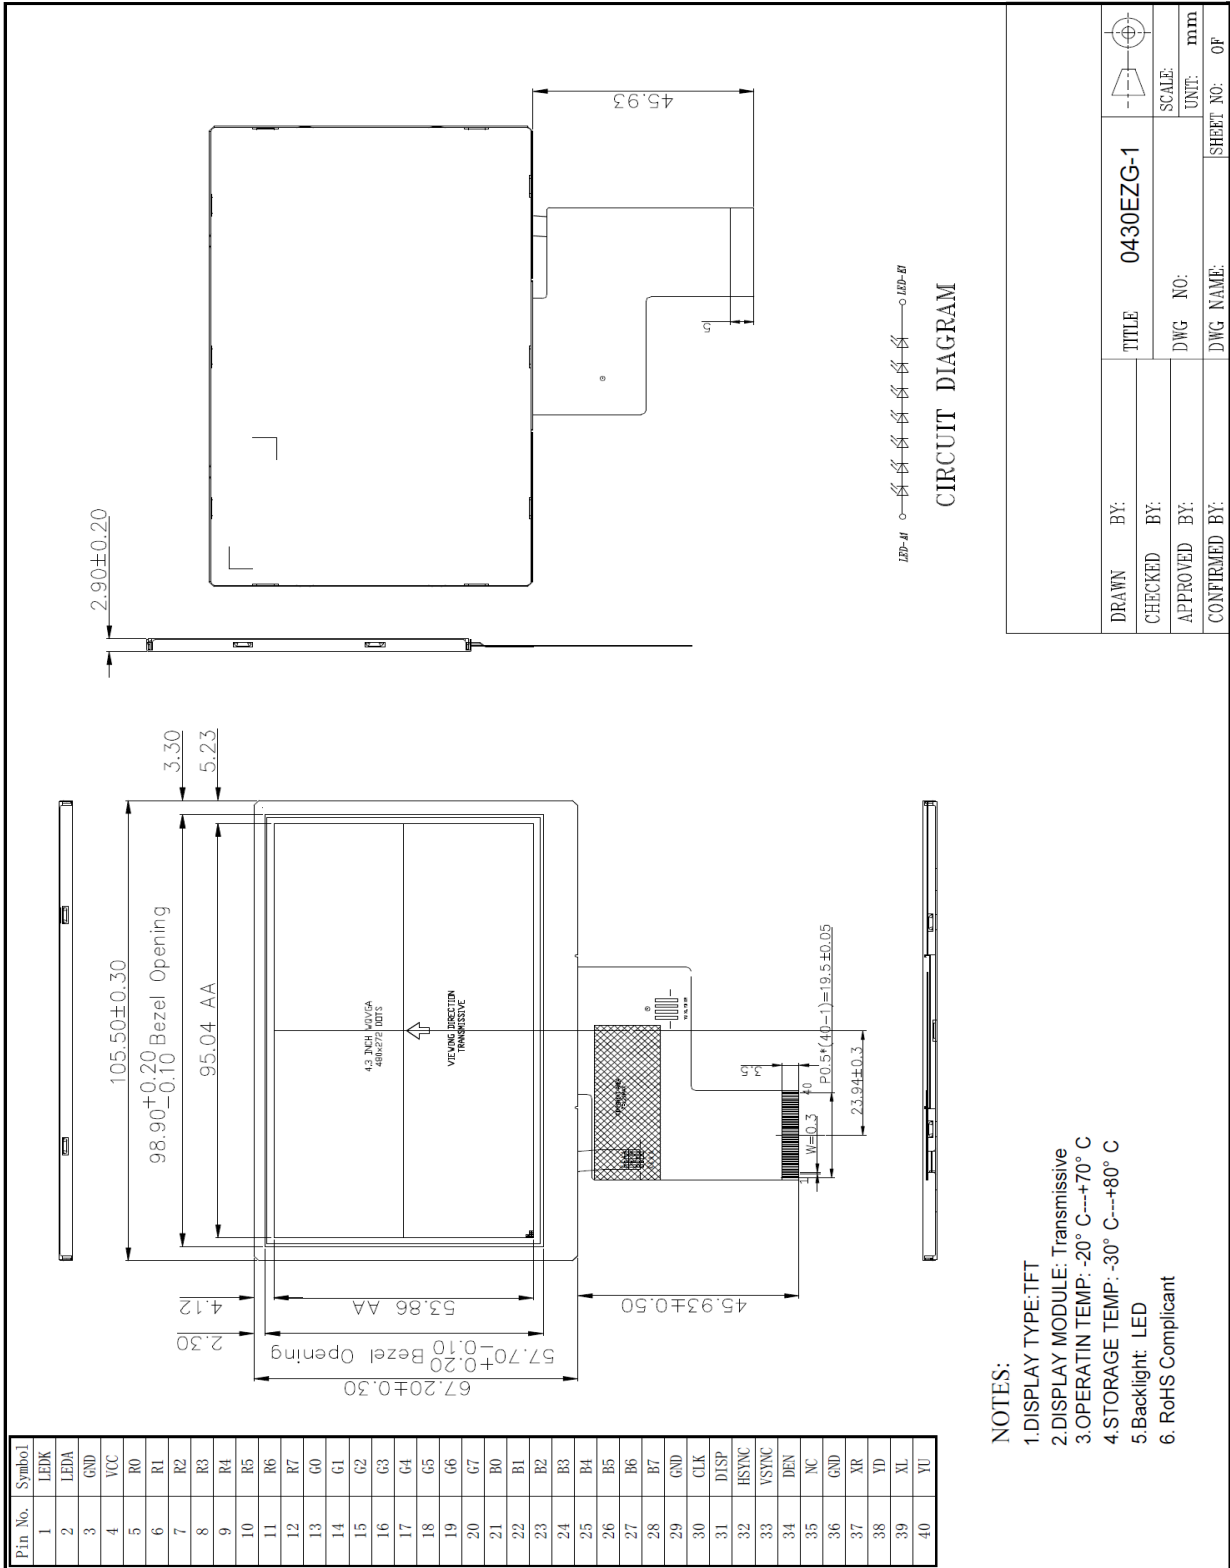 Pin No. Symbol
1 LEDK
2 LEDA
3 GND
4 VCC
5 R0
6 R1
7 R2
8 R3
9 R4
10 R5
11 R6
12 R7
13 G0
14 G1
15 G2
16 G3
17 G4
18 G5
19 G6
20 G7
21 B0
22 B1
23 B2
24 B3
25 B4
26 B5
27 B6
28 B7
29 GND
30 CLK
31 DISP
32 HSYNC
33 VSYNC
34 DEN
35 NC
36 GND
37 XR
38 YD
39 XL
40 YU
105.50±0.30
98.90+0.20 -0.10 Bezel Opening
95.04 AA
3.30
5.23
67.20±0.30
57.70+0.20 -0.10 Bezel Opening
53.86 AA
2.30
4.12
45.93±0.50
4.3 INCH WQVGA
480x272 DOTS
VIEWING DIRECTION
TRANSMISSIVE
3.5
W=0.3
1
40
P0.5*(40-1)=19.5±0.05
23.94±0.3
2.90±0.20
45.93
5
LED-A1
LED-K1
CIRCUIT DIAGRAM
NOTES:
1.DISPLAY TYPE:TFT
2.DISPLAY MODULE: Transmissive
3.OPERATIN TEMP: -20° C---+70° C
4.STORAGE TEMP: -30° C---+80° C
5.Backlight: LED
6. RoHS Complicant
DRAWN BY:
CHECKED BY:
APPROVED BY:
CONFIRMED BY:
TITLE 0430EZG-1
DWG NO:
DWG NAME:
SCALE:
UNIT: mm
SHEET NO: OF